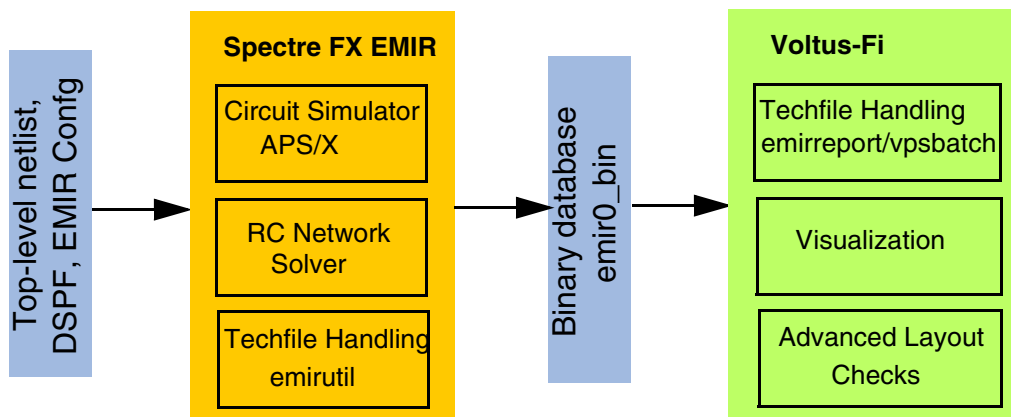 Top-level netlist,
DSPF, EMIR Confg
Spectre FX EMIR
Circuit Simulator
APS/X
RC Network
Solver
Techfile Handling
emirutil
Binary database
emir0_bin
Voltus-Fi
Techfile Handling
emirreport/vpsbatch
Visualization
Advanced Layout
Checks